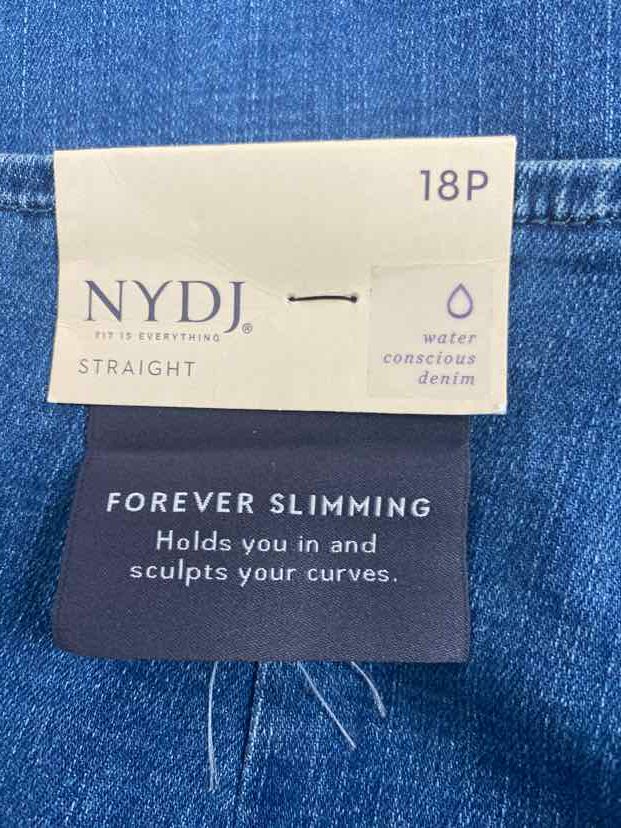 18P
NYDJ®
FIT IS EVERYTHING
STRAIGHT
water
conscious
denim
FOREVER SLIMMING
Holds you in and
sculpts your curves.